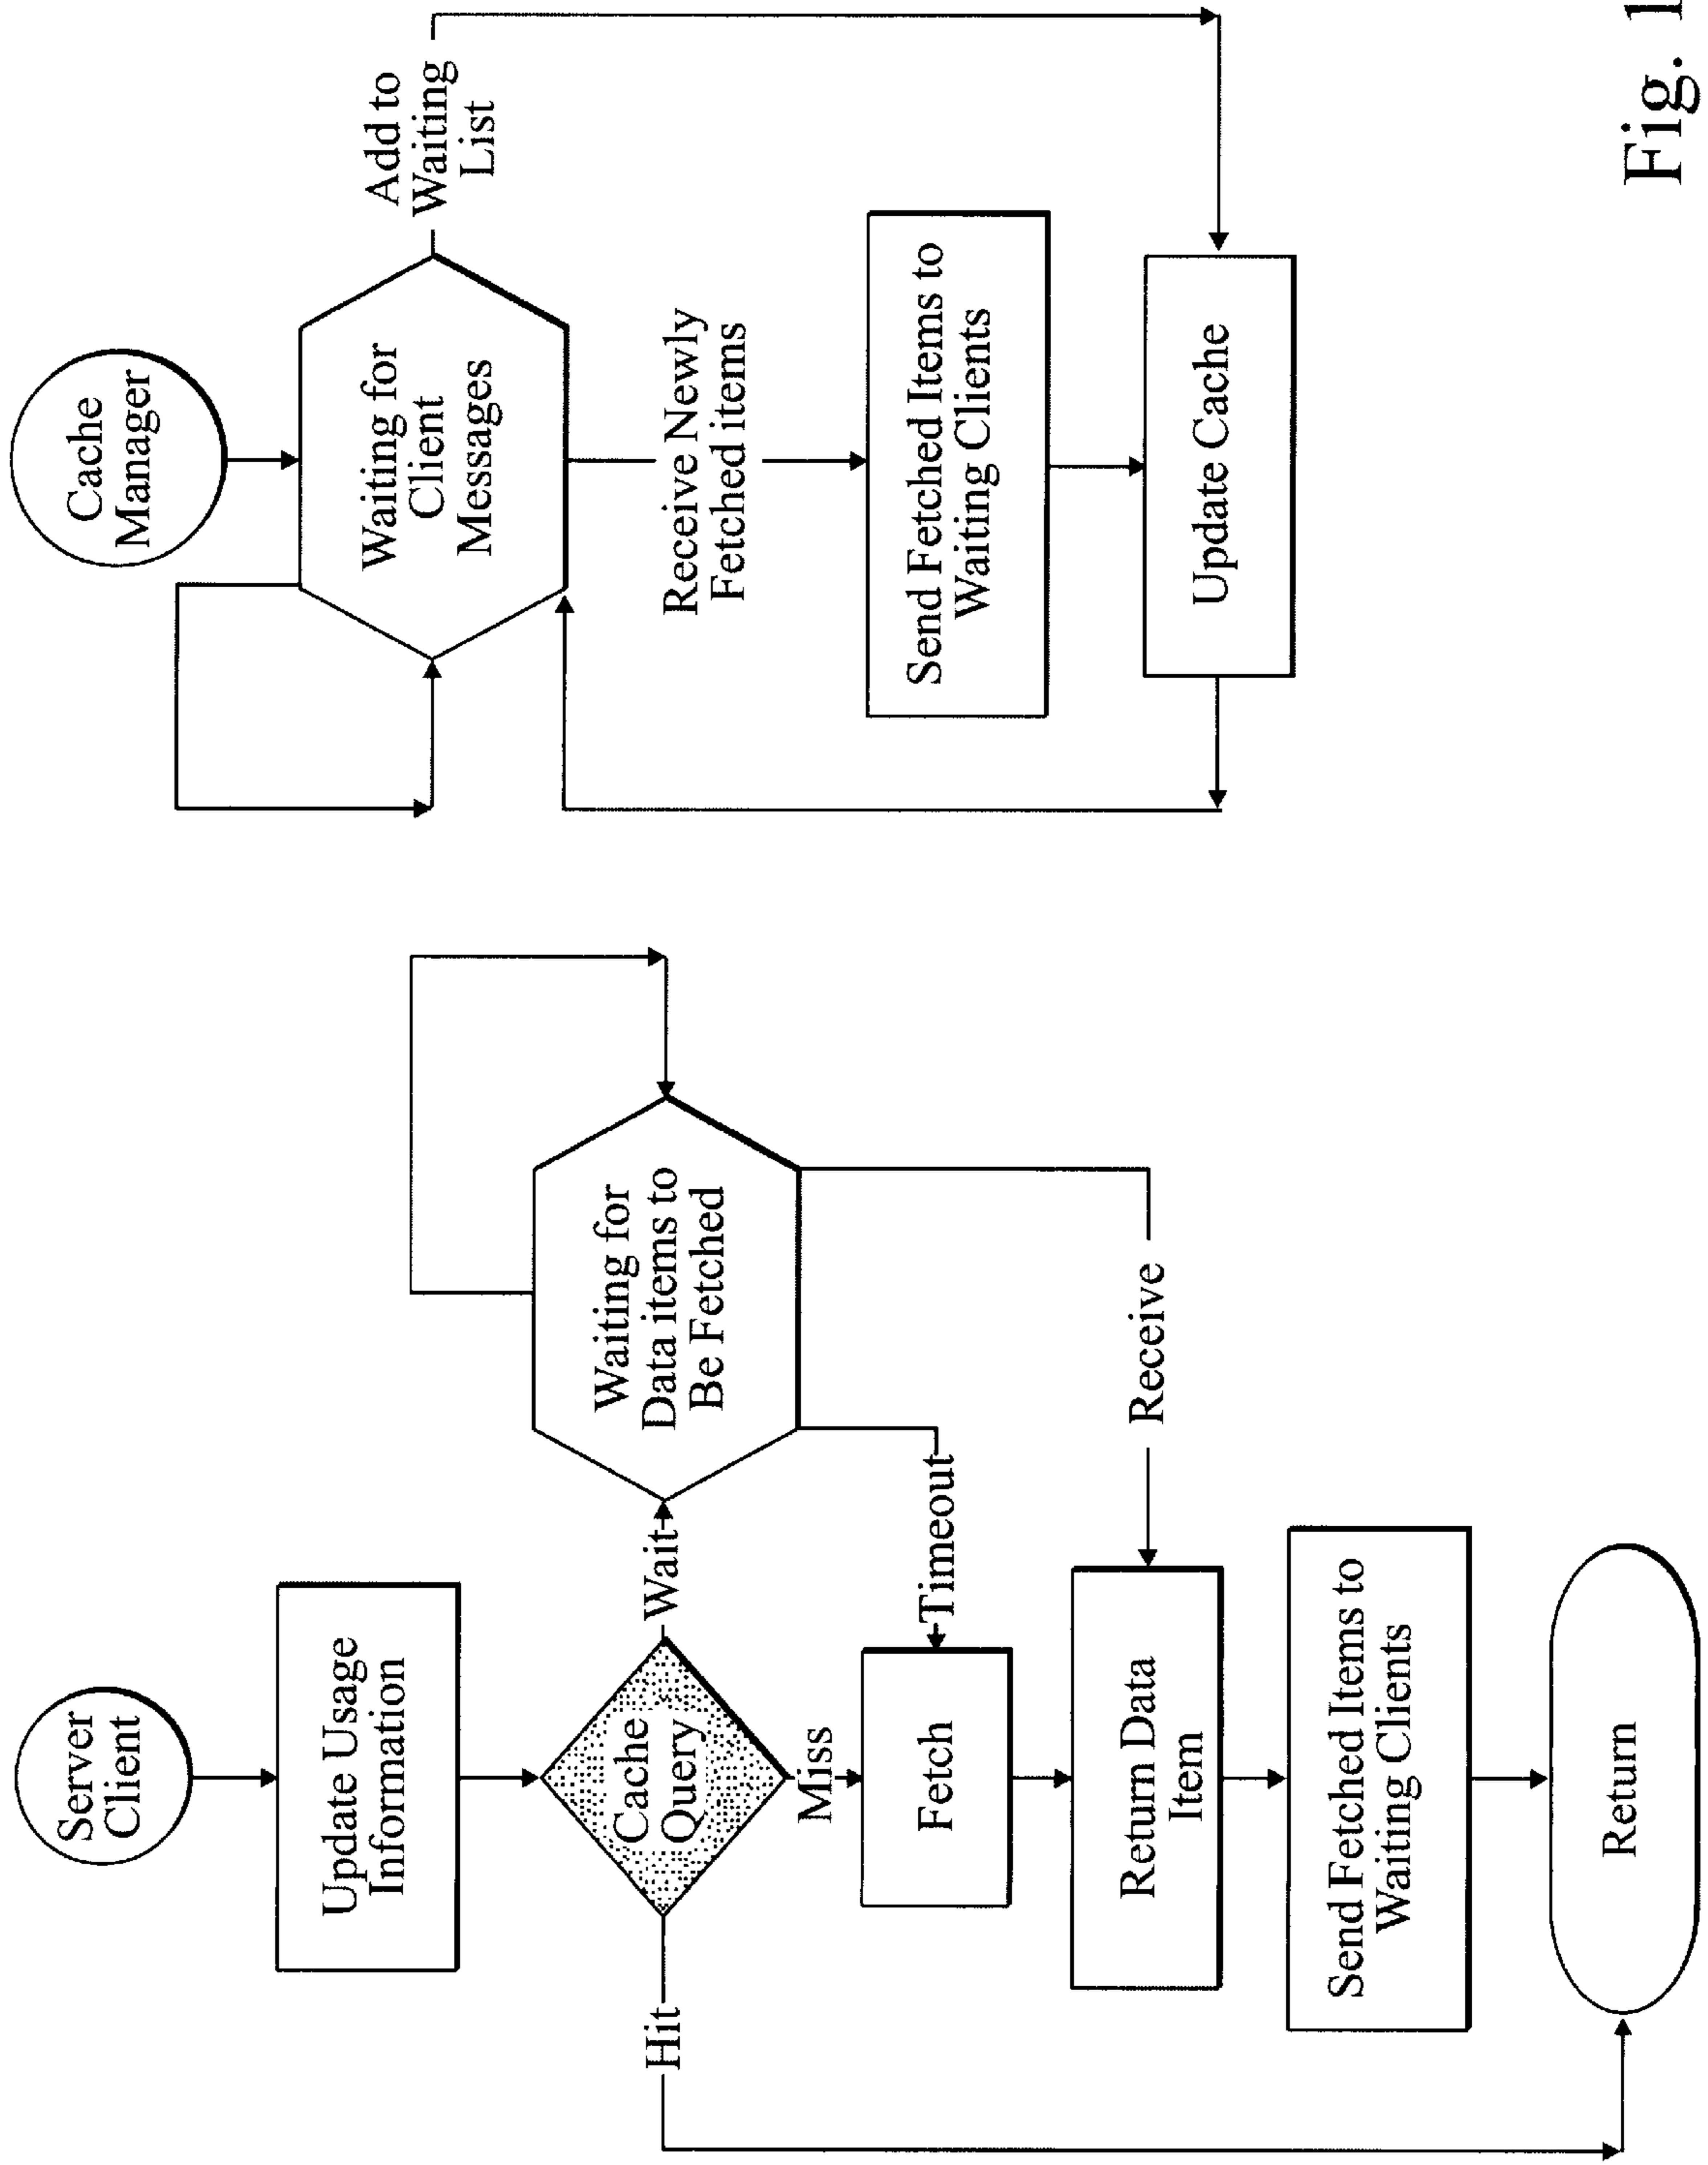 Server
Client
Update Usage
Information
Cache
Query
Hit
Wait
Miss
Waiting for
Data items to
Be Fetched
Timeout
Receive
Fetch
Return Data
Item
Send Fetched Items to
Waiting Clients
Return
Cache
Manager
Waiting for
Client
Messages
Add to
Waiting
List
Receive Newly
Fetched items
Send Fetched Items to
Waiting Clients
Update Cache
Fig. 1